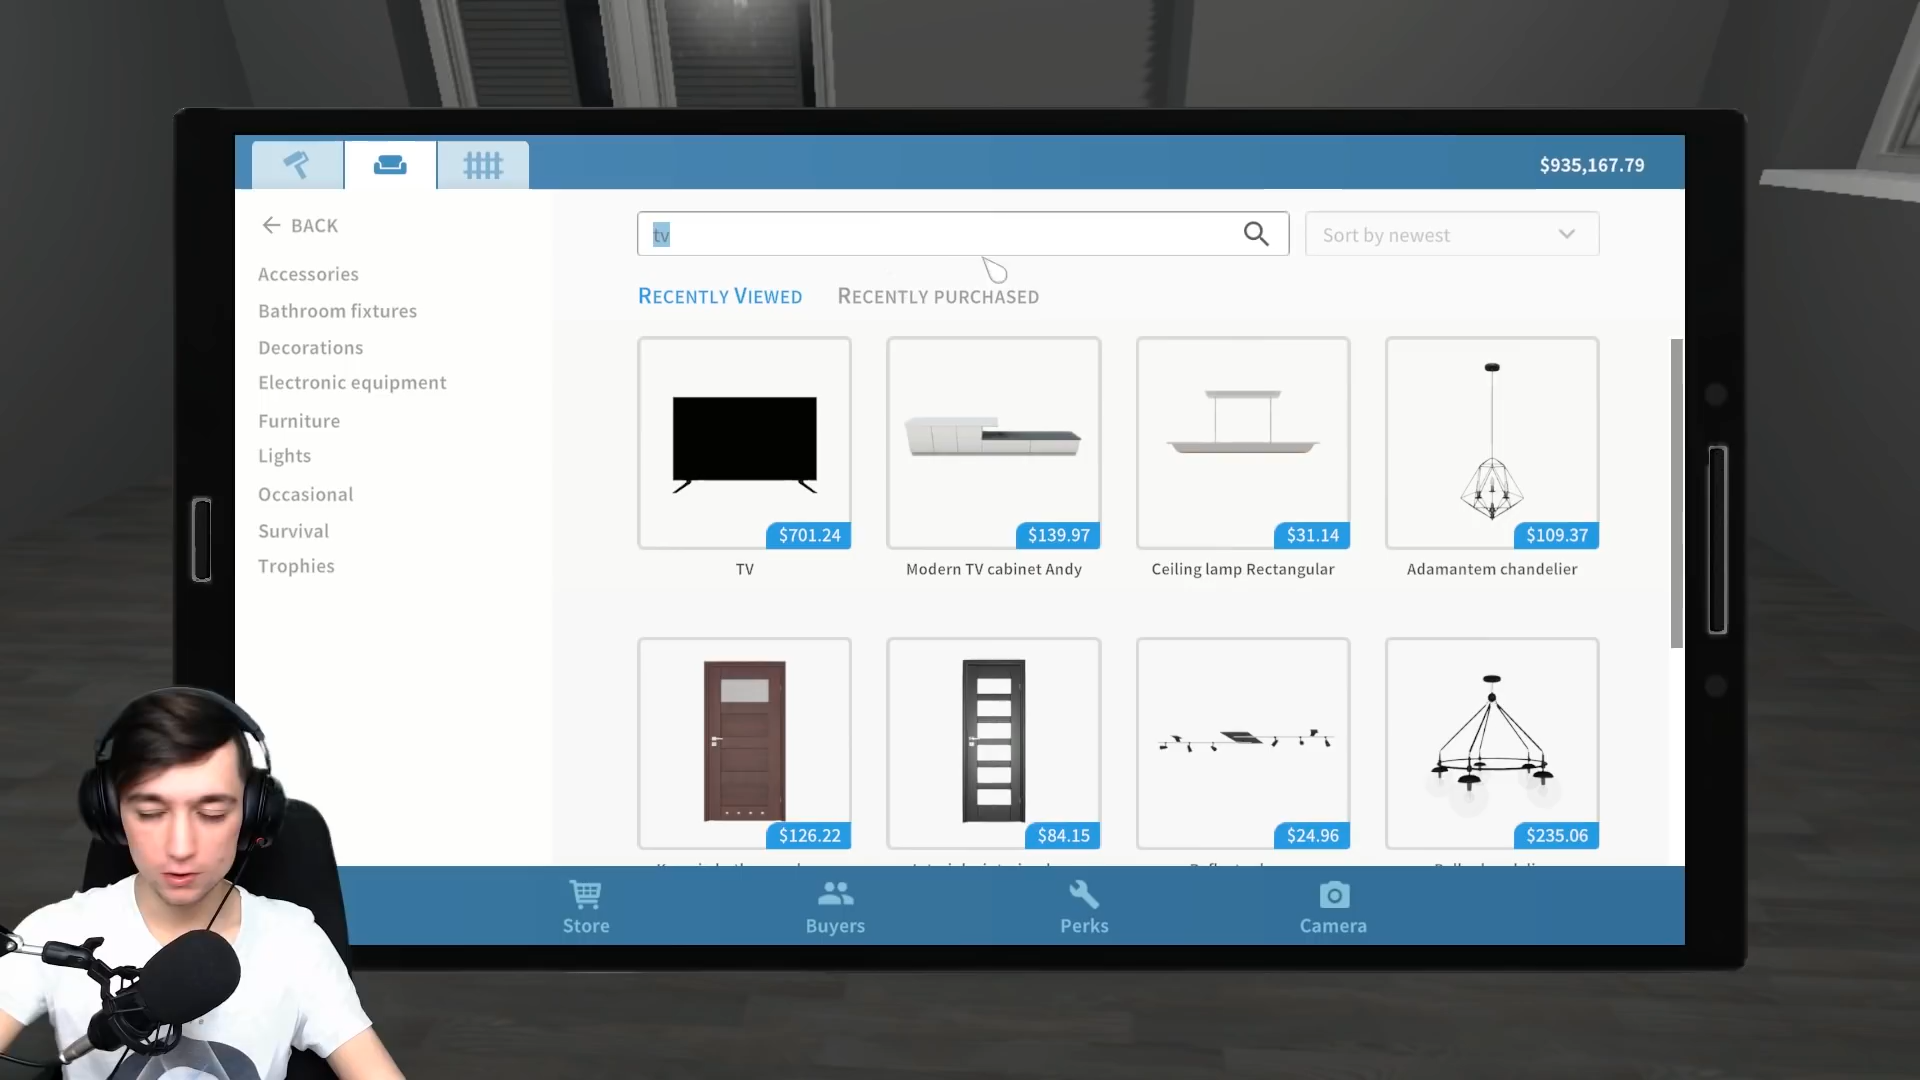 $935,167.79
BACK
tv
Sort by newest
RECENTLY VIEWED
RECENTLY PURCHASED
Accessories
Bathroom fixtures
Decorations
Electronic equipment
Furniture
Lights
Occasional
Survival
Trophies
$701.24
$139.97
$31.14
$109.37
TV
Modern TV cabinet Andy
Ceiling lamp Rectangular
Adamantem chandelier
$126.22
$84.15
$24.96
$235.06
Store
Buyers
Perks
Camera